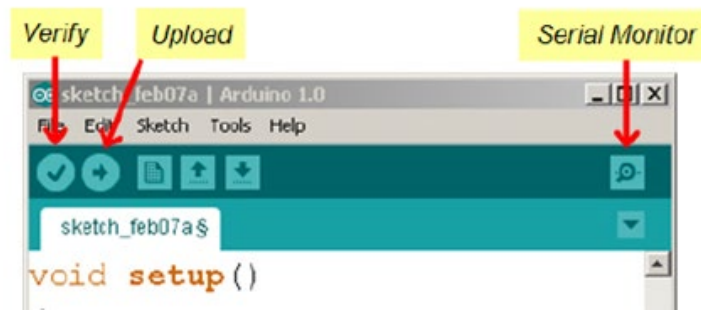 Verify Upload Serial Monitor
sketch_feb07a | Arduino 1.0
File Edit Sketch Tools Help
sketch_feb07a§
void setup()